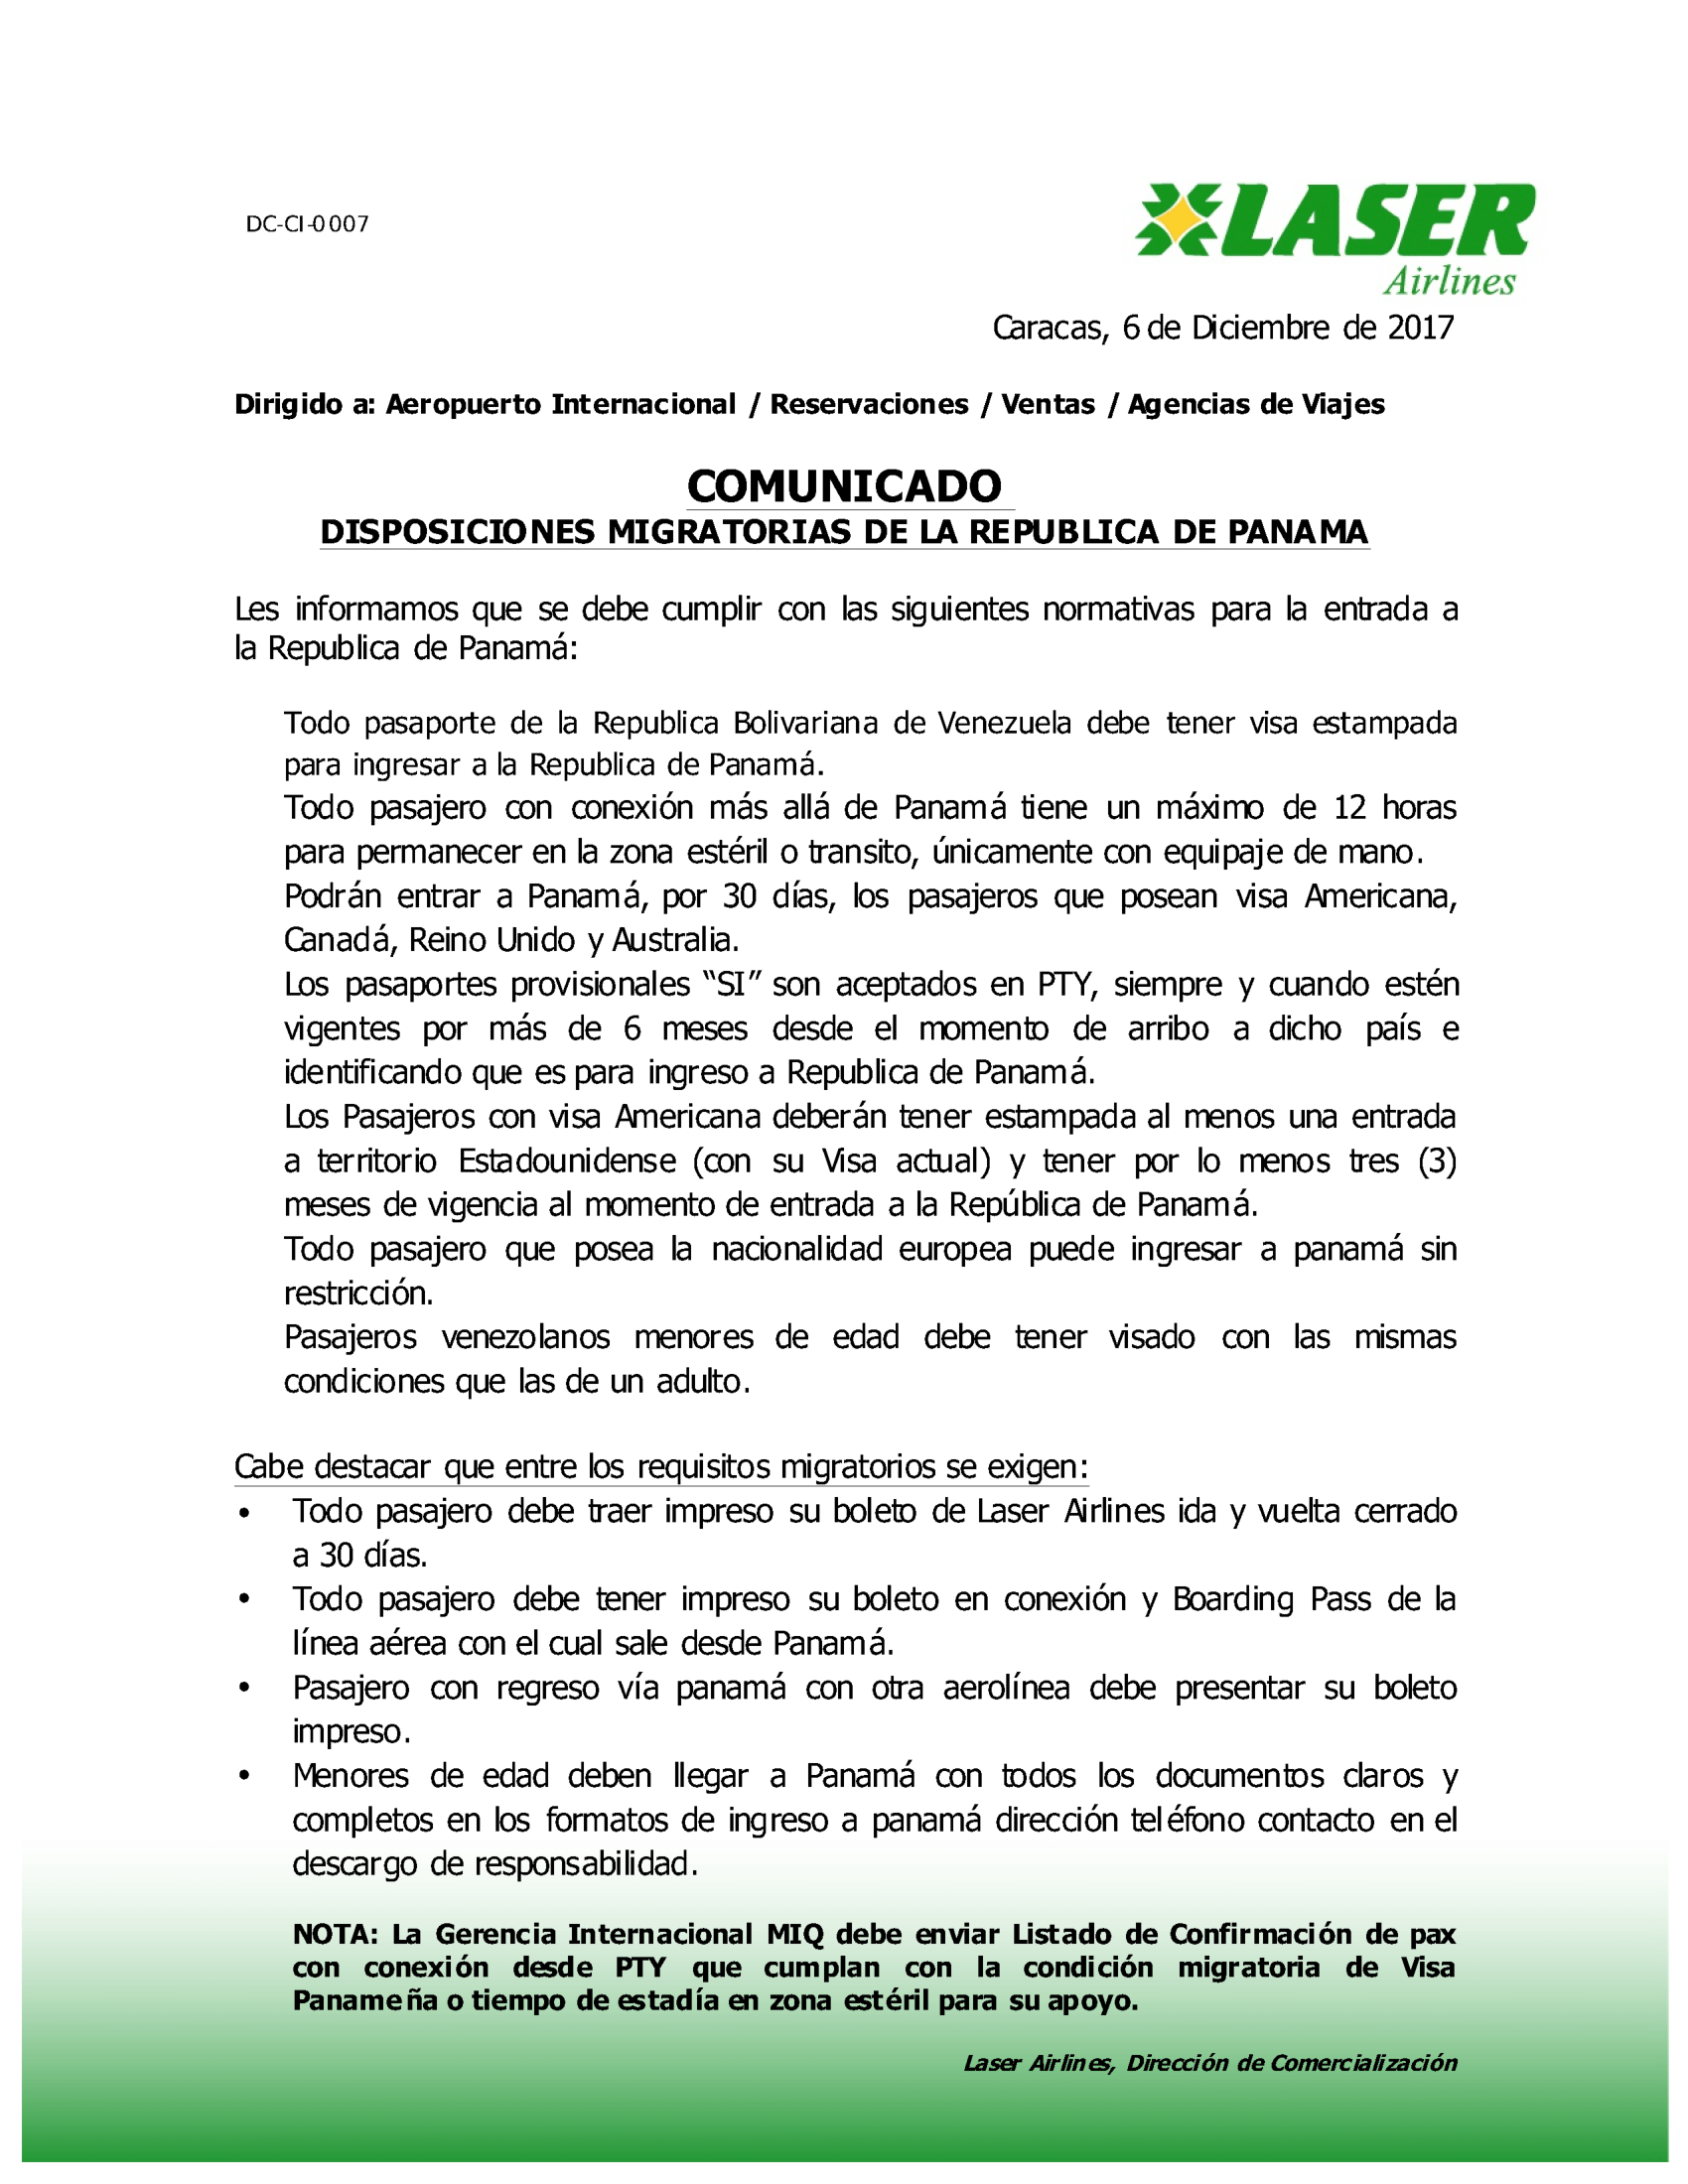 DC-CI-0007
LASER
Airlines
Caracas, 6 de Diciembre de 2017
Dirigido a: Aeropuerto Internacional / Reservaciones / Ventas / Agencias de Viajes
COMUNICADO
DISPOSICIONES MIGRATORIAS DE LA REPUBLICA DE PANAMA
Les informamos que se debe cumplir con las siguientes normativas para la entrada a
la Republica de Panamá:
Todo pasaporte de la Republica Bolivariana de Venezuela debe tener visa estampada
para ingresar a la Republica de Panamá.
Todo pasajero con conexión más allá de Panamá tiene un máximo de 12 horas
para permanecer en la zona estéril o transito, únicamente con equipaje de mano.
Podrán entrar a Panamá, por 30 días, los pasajeros que posean visa Americana,
Canadá, Reino Unido y Australia.
Los pasaportes provisionales “SI” son aceptados en PTY, siempre y cuando estén
vigentes por más de 6 meses desde el momento de arribo a dicho país e
identificando que es para ingreso a Republica de Panamá.
Los Pasajeros con visa Americana deberán tener estampada al menos una entrada
a territorio Estadounidense (con su Visa actual) y tener por lo menos tres (3)
meses de vigencia al momento de entrada a la República de Panamá.
Todo pasajero que posea la nacionalidad europea puede ingresar a panamá sin
restricción.
Pasajeros venezolanos menores de edad debe tener visado con las mismas
condiciones que las de un adulto.
Cabe destacar que entre los requisitos migratorios se exigen:
• Todo pasajero debe traer impreso su boleto de Laser Airlines ida y vuelta cerrado
a 30 días.
• Todo pasajero debe tener impreso su boleto en conexión y Boarding Pass de la
línea aérea con el cual sale desde Panamá.
• Pasajero con regreso vía panamá con otra aerolínea debe presentar su boleto
impreso.
• Menores de edad deben llegar a Panamá con todos los documentos claros y
completos en los formatos de ingreso a panamá dirección teléfono contacto en el
descargo de responsabilidad.
NOTA: La Gerencia Internacional MIQ debe enviar Listado de Confirmación de pax
con conexión desde PTY que cumplan con la condición migratoria de Visa
Panameña o tiempo de estadía en zona estéril para su apoyo.
Laser Airlines, Dirección de Comercialización